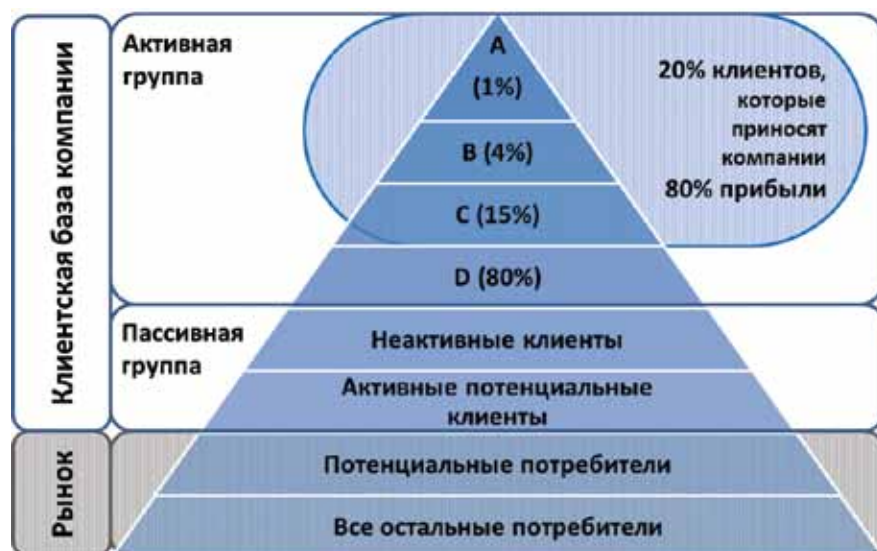 Клиентская база компании
Активная
группа
A
(1%)
B (4%)
C (15%)
D (80%)
20% клиентов,
которые
приносят
компании
80% прибыли
Пассивная
группа
Неактивные клиенты
Активные потенциальные
клиенты
Рынок
Потенциальные потребители
Все остальные потребители